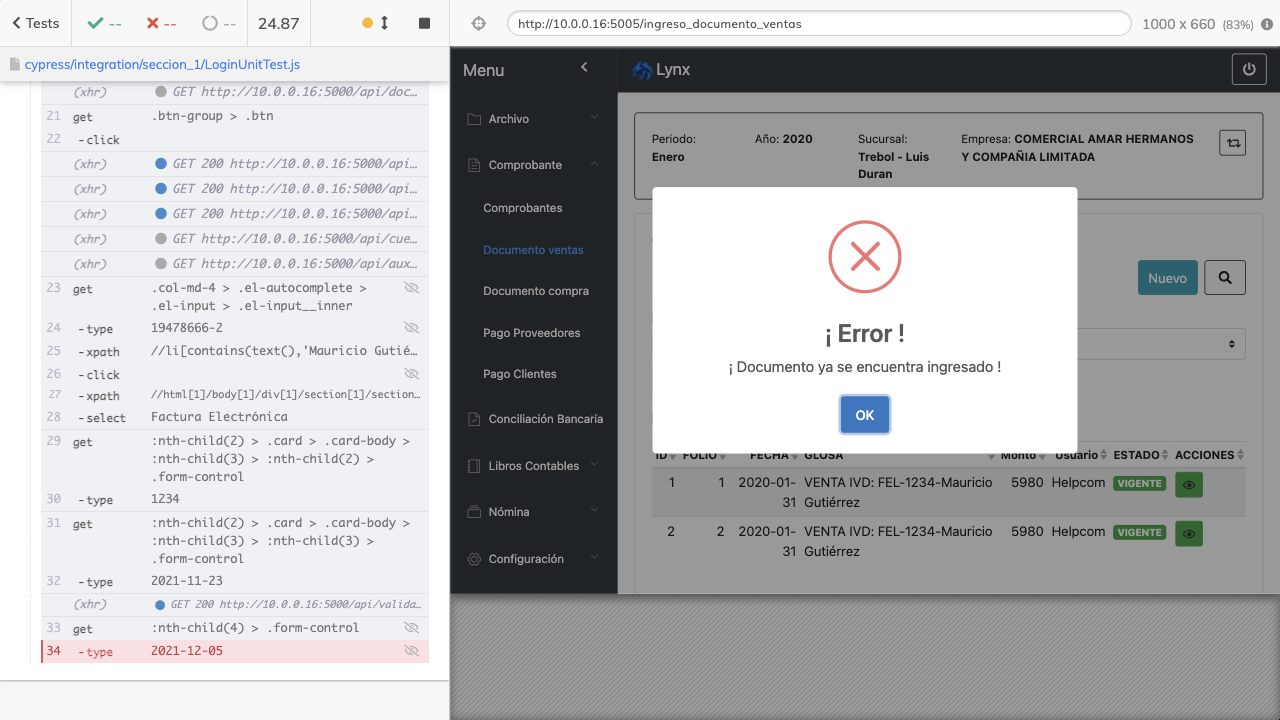 Tests
--
--
--
24.87
http://10.0.0.16:5005/ingreso_documento_ventas
1000 x 660 (83%)
cypress/integration/seccion_1/LoginUnitTest.js
(xhr) GET http://10.0.0.16:5000/api/doc…
21 get .btn-group > .btn
22 -click
(xhr) GET 200 http://10.0.0.16:5000/api…
(xhr) GET 200 http://10.0.0.16:5000/api…
(xhr) GET 200 http://10.0.0.16:5000/api…
(xhr) GET http://10.0.0.16:5000/api/cue…
(xhr) GET http://10.0.0.16:5000/api/aux…
23 get .col-md-4 > .el-autocomplete >
.el-input > .el-input__inner
24 -type 19478666-2
25 -xpath //li[contains(text(),'Mauricio Gutié…
26 -click
27 -xpath //html[1]/body[1]/div[1]/section[1]/section…
28 -select Factura Electrónica
29 get :nth-child(2) > .card > .card-body >
:nth-child(3) > :nth-child(2) >
.form-control
30 -type 1234
31 get :nth-child(2) > .card > .card-body >
:nth-child(3) > :nth-child(3) >
.form-control
32 -type 2021-11-23
(xhr) GET 200 http://10.0.0.16:5000/api/valida…
33 get :nth-child(4) > .form-control
34 -type 2021-12-05
Menu
Archivo
Comprobante
Comprobantes
Documento ventas
Documento compra
Pago Proveedores
Pago Clientes
Conciliación Bancaria
Libros Contables
Nómina
Configuración
Lynx
Periodo: Año: 2020 Sucursal: Empresa: COMERCIAL AMAR HERMANOS
Enero Trebol - Luis Y COMPAÑIA LIMITADA
Duran
Nuevo
¡ Error !
¡ Documento ya se encuentra ingresado !
OK
ID FOLIO FECHA GLOSA Monto Usuario ESTADO ACCIONES
1 1 2020-01- VENTA IVD: FEL-1234-Mauricio 5980 Helpcom VIGENTE
31 Gutiérrez
2 2 2020-01- VENTA IVD: FEL-1234-Mauricio 5980 Helpcom VIGENTE
31 Gutiérrez